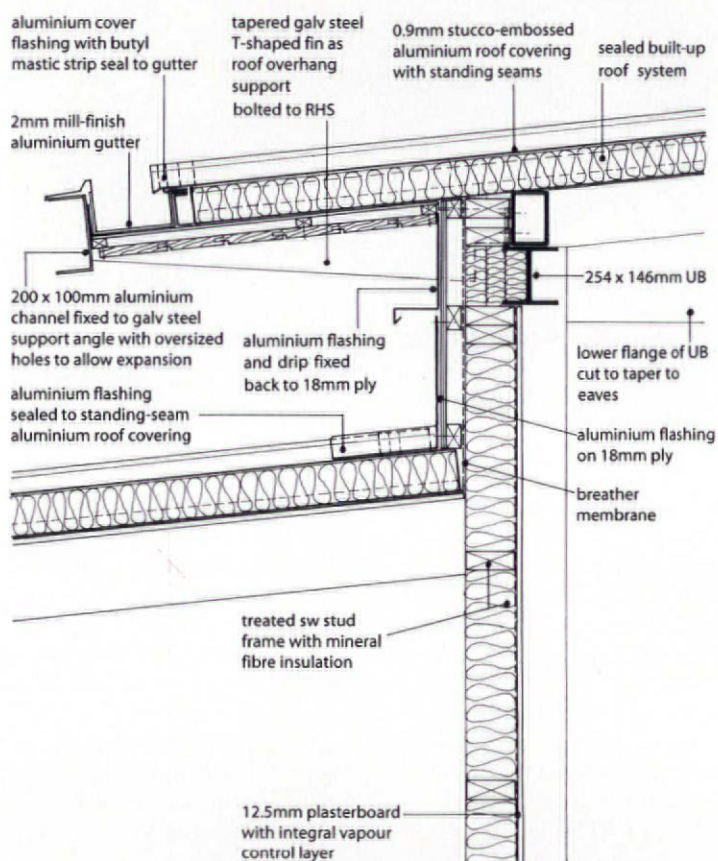 aluminium cover
flashing with butyl
mastic strip seal to gutter
tapered galv steel
T-shaped fin as
roof overhang
support
bolted to RHS
0.9mm stucco-embossed
aluminium roof covering
with standing seams
sealed built-up
roof system
2mm mill-finish
aluminium gutter
200 x 100mm aluminium
channel fixed to galv steel
support angle with oversized
holes to allow expansion
aluminium flashing
and drip fixed
back to 18mm ply
254 x 146mm UB
lower flange of UB
cut to taper to
eaves
aluminium flashing
sealed to standing-seam
aluminium roof covering
aluminium flashing
on 18mm ply
breather
membrane
treated sw stud
frame with mineral
fibre insulation
12.5mm plasterboard
with integral vapour
control layer